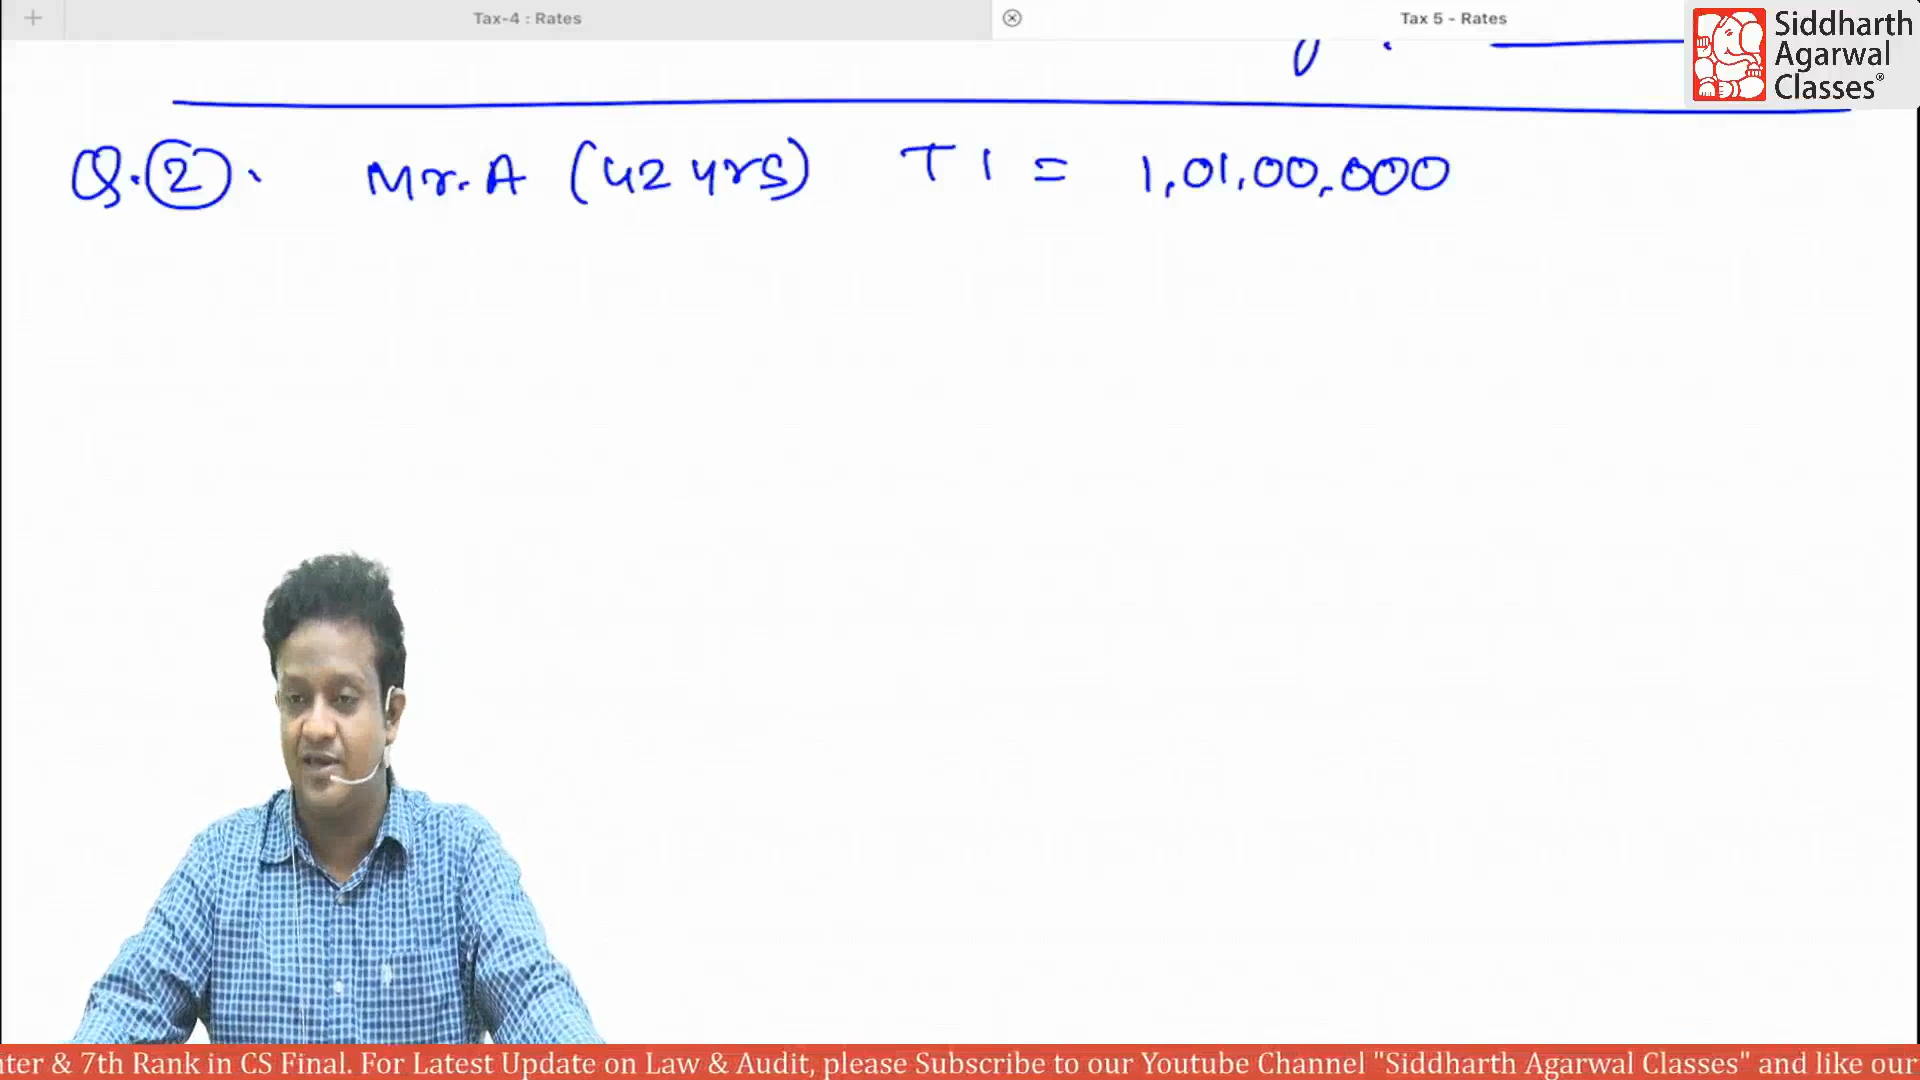 Tax-4 : Rates
Tax 5 - Rates
Siddharth
Agarwal
Classes®
Q.2). Mr. A (42 yrs) TI = 1,01,00,000
& 7th Rank in CS Final. For Latest Update on Law & Audit, please Subscribe to our Youtube Channel "Siddharth Agarwal Classes" and like our